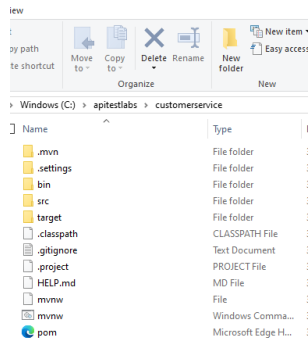 iew
New item
py path
Easy access
te shortcut
Move to
Copy to
Delete
Rename
New folder
Organize
New
Windows (C:) > apitestlabs > customerservice
Name Type
.mvn File folder
.settings File folder
bin File folder
src File folder
target File folder
.classpath CLASSPATH File
.gitignore Text Document
.project PROJECT File
HELP.md MD File
mvnw File
mvnw Windows Comma...
pom Microsoft Edge H...